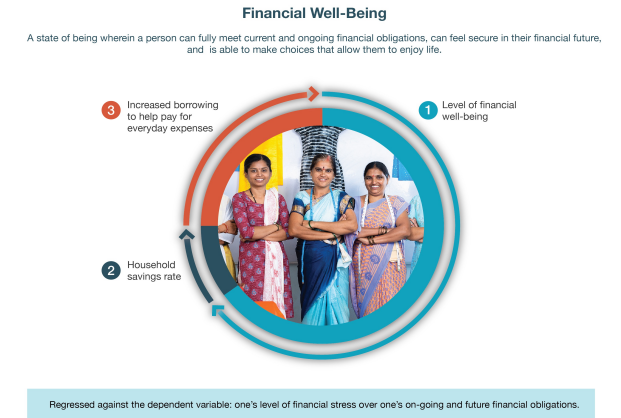 Financial Well-Being
A state of being wherein a person can fully meet current and ongoing financial obligations, can feel secure in their financial future,
and is able to make choices that allow them to enjoy life.
3
Increased borrowing
to help pay for
everyday expenses
1
Level of financial
well-being
2
Household
savings rate
Regressed against the dependent variable: one's level of financial stress over one's on-going and future financial obligations.